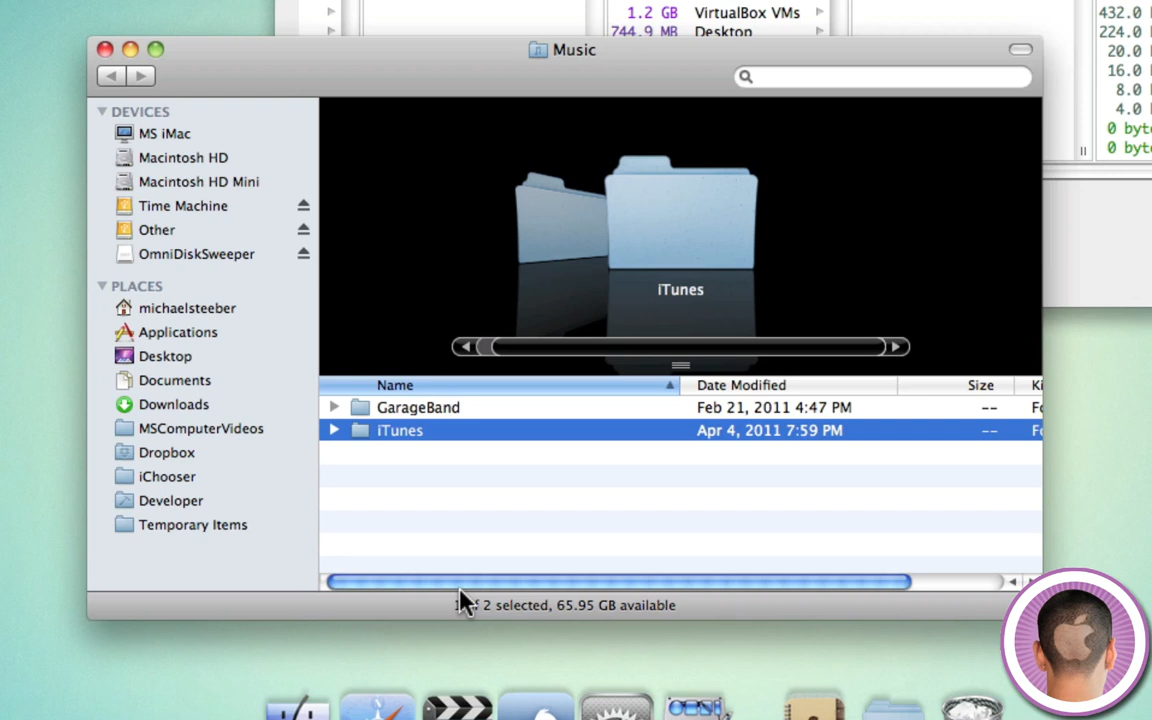 1.2 GB VirtualBox VMs
744.9 MB Desktop
432.0
224.0
20.0
16.0
8.0
4.0
0 byt
0 byt
Music
DEVICES
MS iMac
Macintosh HD
Macintosh HD Mini
Time Machine
Other
OmniDiskSweeper
PLACES
michaelsteeber
Applications
Desktop
Documents
Downloads
MSComputerVideos
Dropbox
iChooser
Developer
Temporary Items
iTunes
Name Date Modified Size Ki
GarageBand Feb 21, 2011 4:47 PM -- Fo
iTunes Apr 4, 2011 7:59 PM -- Fo
2 selected, 65.95 GB available